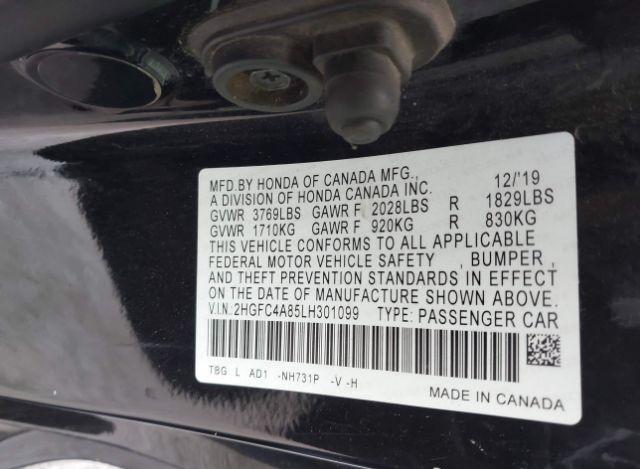 MFD.BY HONDA OF CANADA MFG., 12/'19
A DIVISION OF HONDA CANADA INC.
GVWR 3769LBS GAWR F 2028LBS R 1829LBS
GVWR 1710KG GAWR F 920KG R 830KG
THIS VEHICLE CONFORMS TO ALL APPLICABLE
FEDERAL MOTOR VEHICLE SAFETY , BUMPER ,
AND THEFT PREVENTION STANDARDS IN EFFECT
ON THE DATE OF MANUFACTURE SHOWN ABOVE.
V.I.N:2HGFC4A85LH301099 TYPE: PASSENGER CAR
TBG L AD1 -NH731P -V -H
MADE IN CANADA